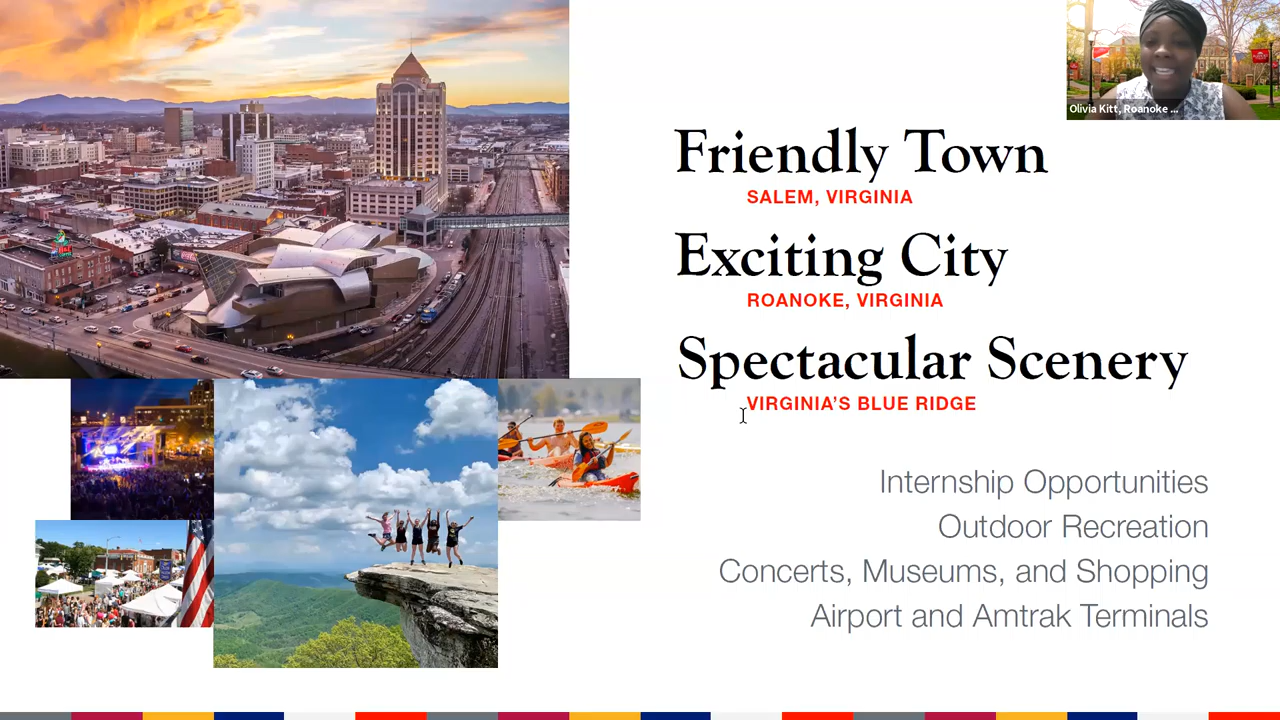 Olivia Kitt, Roanoke ...
Friendly Town
SALEM, VIRGINIA
Exciting City
ROANOKE, VIRGINIA
Spectacular Scenery
VIRGINIA'S BLUE RIDGE
Internship Opportunities
Outdoor Recreation
Concerts, Museums, and Shopping
Airport and Amtrak Terminals